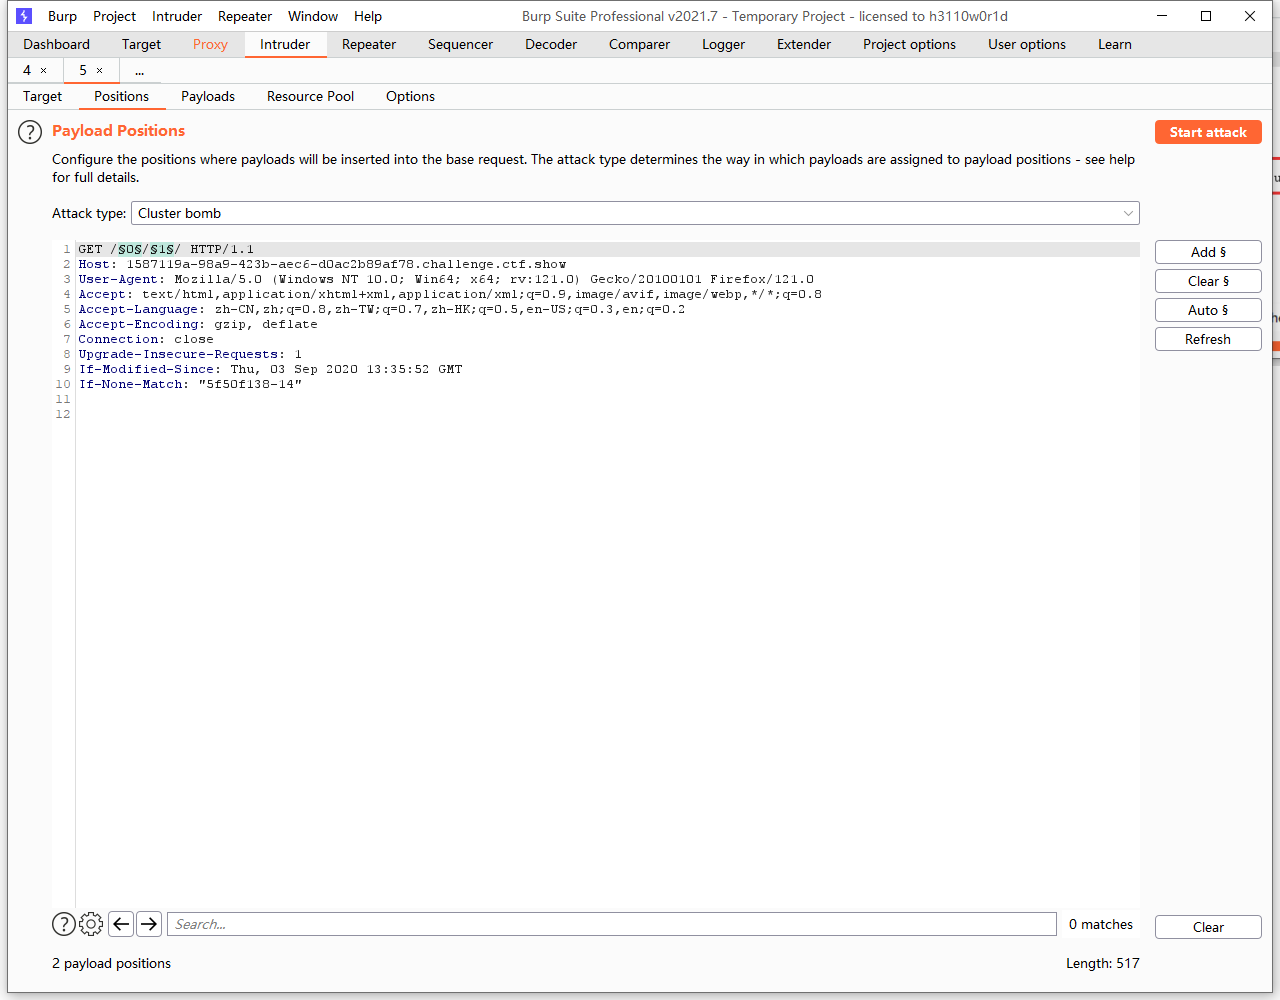 Burp Project Intruder Repeater Window Help Burp Suite Professional v2021.7 - Temporary Project - licensed to h3110w0r1d
Dashboard Target Proxy Intruder Repeater Sequencer Decoder Comparer Logger Extender Project options User options Learn
4 × 5 × ...
Target Positions Payloads Resource Pool Options
? Payload Positions
Start attack
Configure the positions where payloads will be inserted into the base request. The attack type determines the way in which payloads are assigned to payload positions - see help
for full details.
Attack type: Cluster bomb
1 GET /§0§/§1§/ HTTP/1.1
2 Host: 1587119a-98a9-423b-aec6-d0ac2b89af78.challenge.ctf.show
3 User-Agent: Mozilla/5.0 (Windows NT 10.0; Win64; x64; rv:121.0) Gecko/20100101 Firefox/121.0
4 Accept: text/html,application/xhtml+xml,application/xml;q=0.9,image/avif,image/webp,*/*;q=0.8
5 Accept-Language: zh-CN,zh;q=0.8,zh-TW;q=0.7,zh-HK;q=0.5,en-US;q=0.3,en;q=0.2
6 Accept-Encoding: gzip, deflate
7 Connection: close
8 Upgrade-Insecure-Requests: 1
9 If-Modified-Since: Thu, 03 Sep 2020 13:35:52 GMT
10 If-None-Match: "5f50f138-14"
11
12
Add §
Clear §
Auto §
Refresh
? Search... 0 matches
Clear
2 payload positions
Length: 517